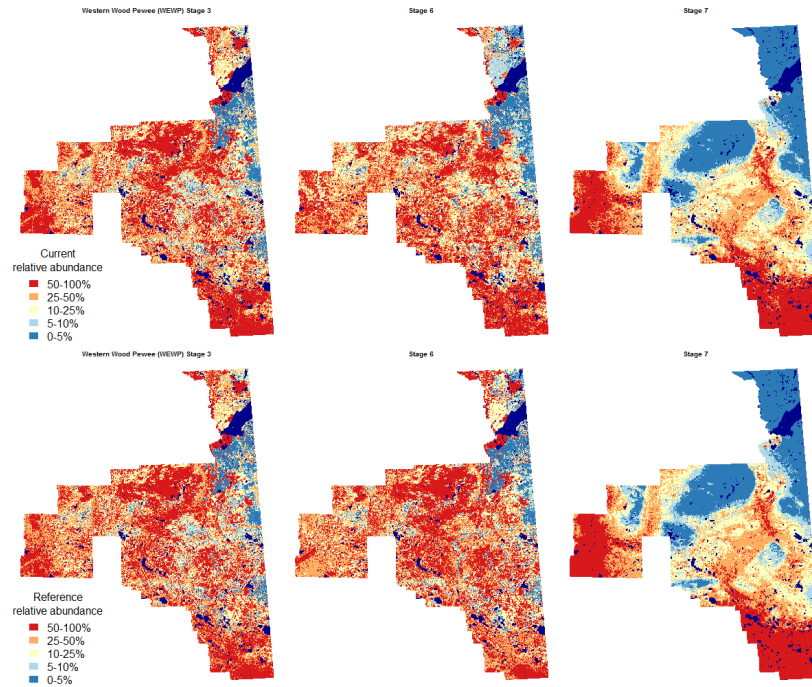 Western Wood Pewee (WEWP) Stage 3
Stage 6
Stage 7
Current
relative abundance
50-100%
25-50%
10-25%
5-10%
0-5%
Western Wood Pewee (WEWP) Stage 3
Stage 6
Stage 7
Reference
relative abundance
50-100%
25-50%
10-25%
5-10%
0-5%